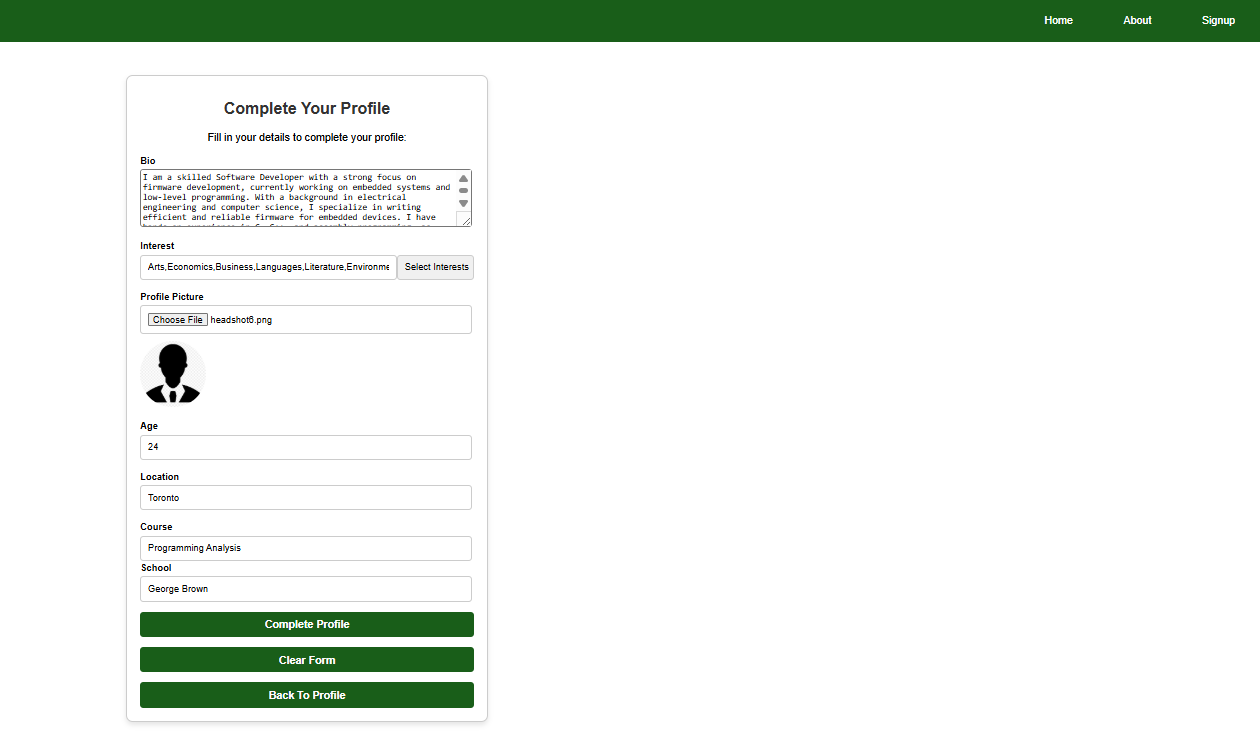 Home About Signup
Complete Your Profile
Fill in your details to complete your profile:
Bio
I am a skilled Software Developer with a strong focus on
firmware development, currently working on embedded systems and
low-level programming. With a background in electrical
engineering and computer science, I specialize in writing
efficient and reliable firmware for embedded devices. I have
Interest
Arts,Economics,Business,Languages,Literature,Environme
Select Interests
Profile Picture
Choose File headshot6.png
Age
24
Location
Toronto
Course
Programming Analysis
School
George Brown
Complete Profile
Clear Form
Back To Profile